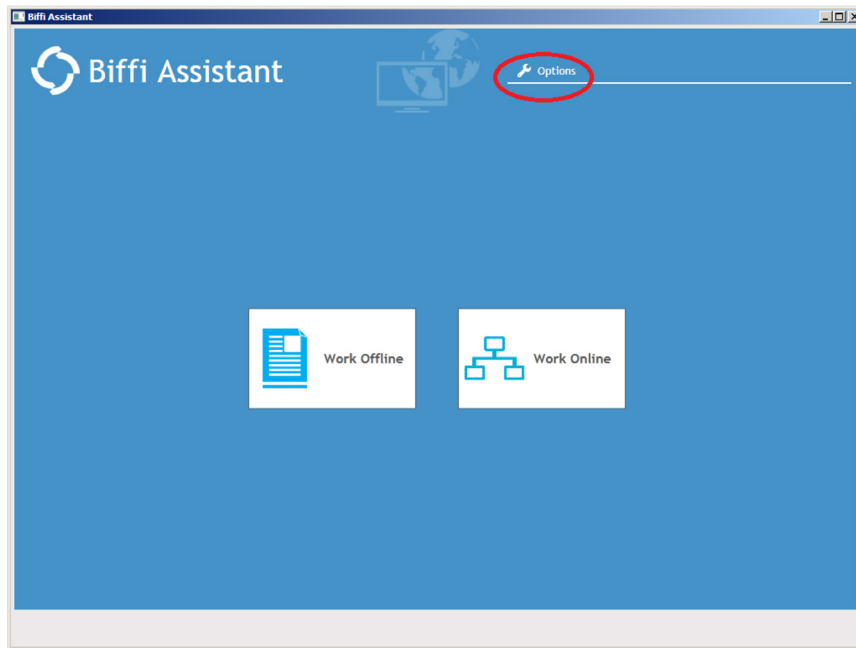 Biffi Assistant
Biffi Assistant
Options
Work Offline
Work Online